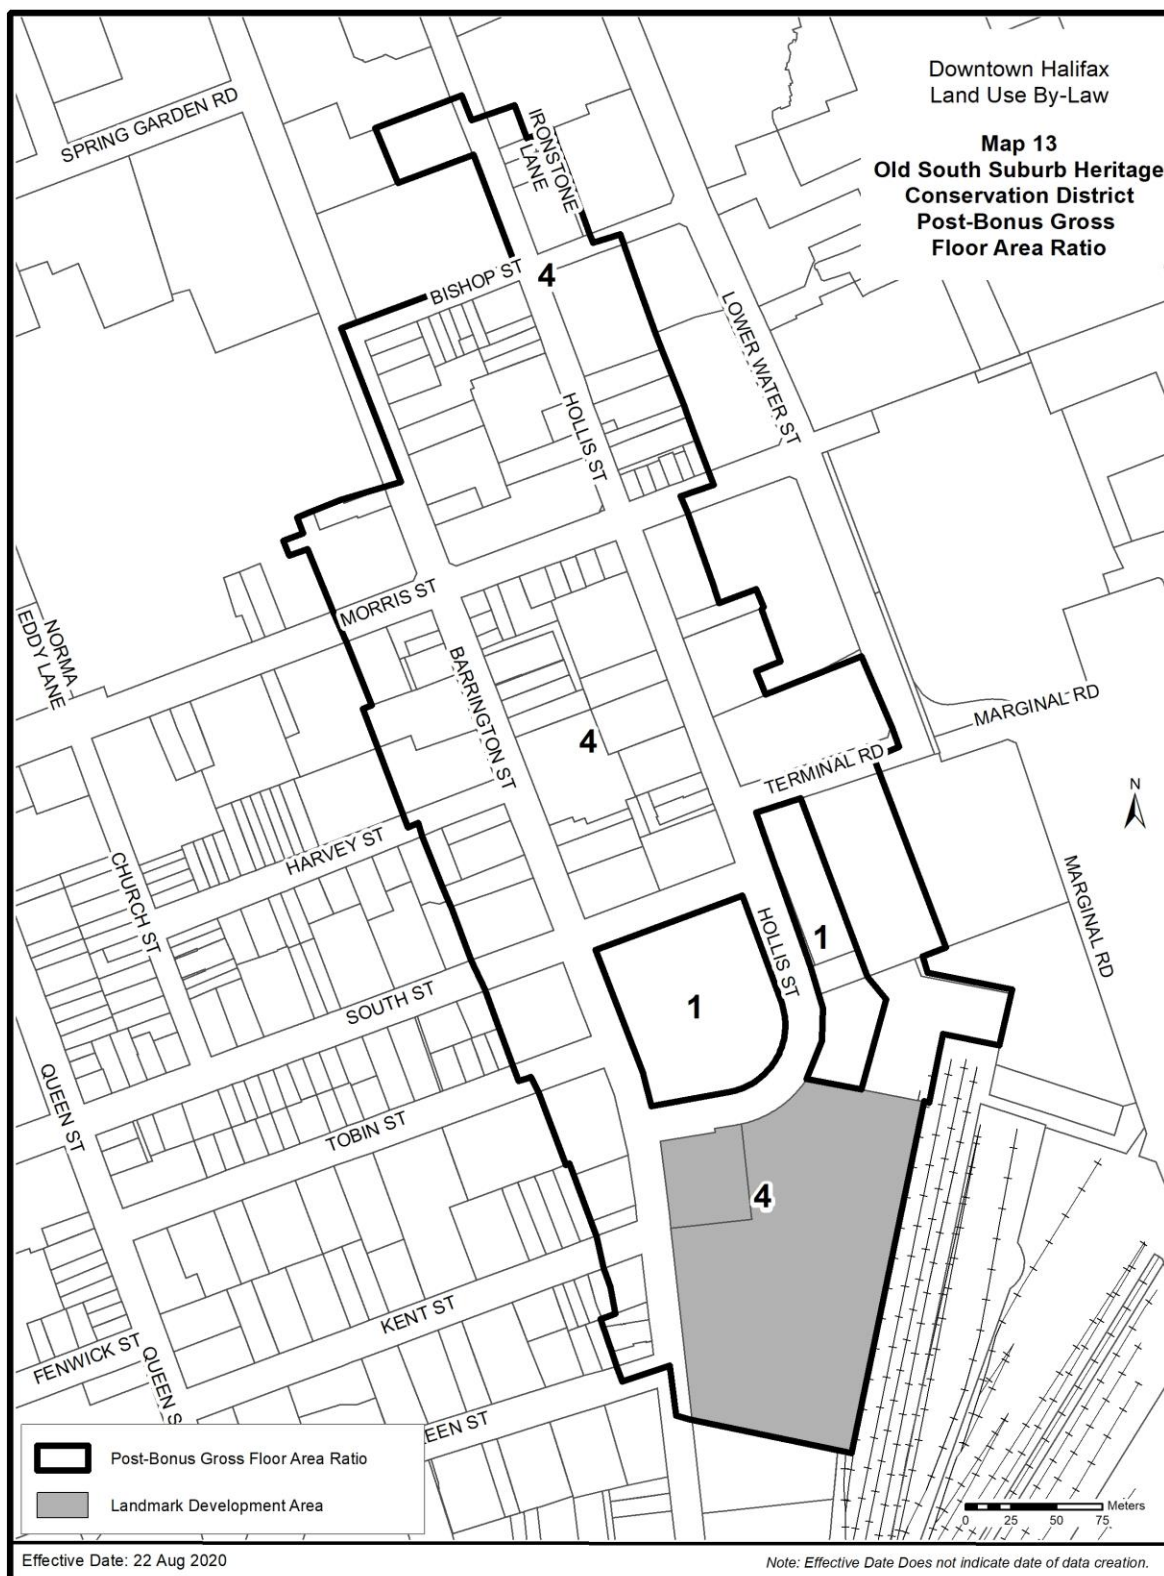 Downtown Halifax
Land Use By-Law
Map 13
Old South Suburb Heritage
Conservation District
Post-Bonus Gross
Floor Area Ratio
SPRING GARDEN RD
IRONSTONE
LANE
BISHOP ST
4
LOWER WATER ST
HOLLIS ST
MORRIS ST
NORMA
EDDY LANE
BARRINGTON ST
4
MARGINAL RD
TERMINAL RD
N
HARVEY ST
CHURCH ST
MARGINAL RD
HOLLIS ST
1
1
SOUTH ST
QUEEN ST
TOBIN ST
4
KENT ST
FENWICK ST
QUEEN S
EEN ST
Post-Bonus Gross Floor Area Ratio
Landmark Development Area
Meters
0 25 50 75
Effective Date: 22 Aug 2020
Note: Effective Date Does not indicate date of data creation.